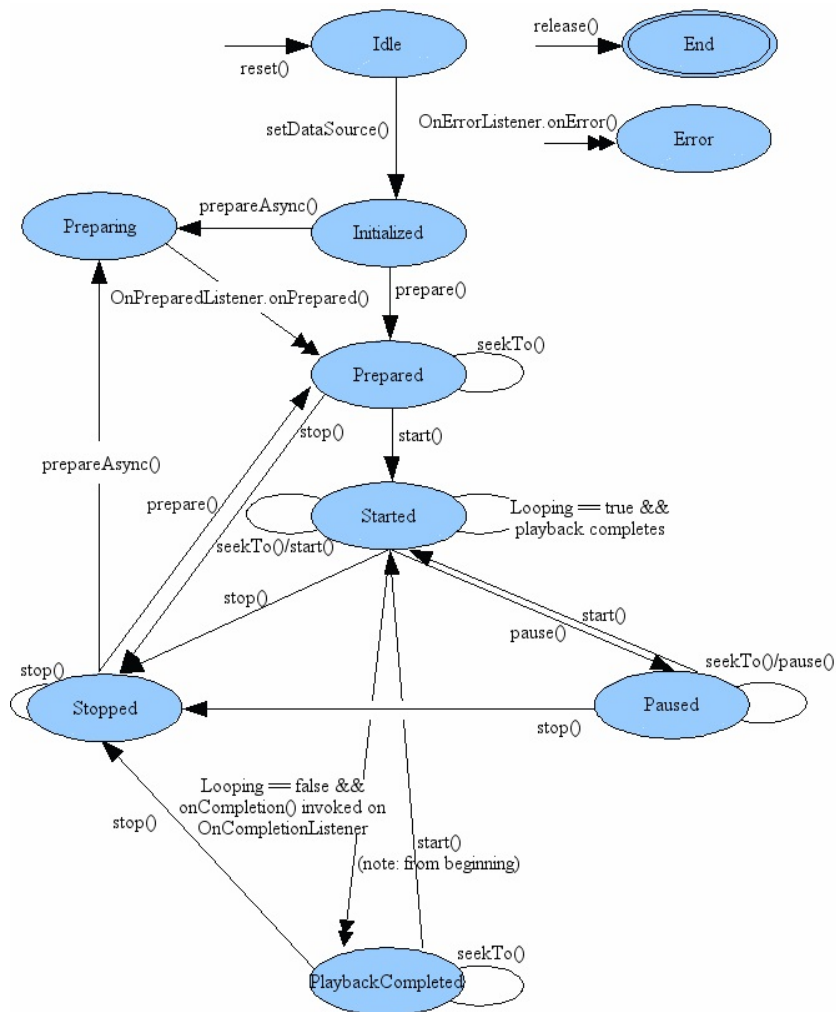 Idle
release()
End
reset()
setDataSource()
OnErrorListener.onError()
Error
prepareAsync()
Preparing
Initialized
OnPreparedListener.onPrepared()
prepare()
seekTo()
Prepared
stop()
start()
prepareAsync()
prepare()
Started
Looping == true &&
playback completes
seekTo()/start()
stop()
start()
pause()
stop()
seekTo()/pause()
Stopped
Paused
stop()
Looping == false &&
onCompletion() invoked on
OnCompletionListener
stop()
start()
(note: from beginning)
seekTo()
PlaybackCompleted